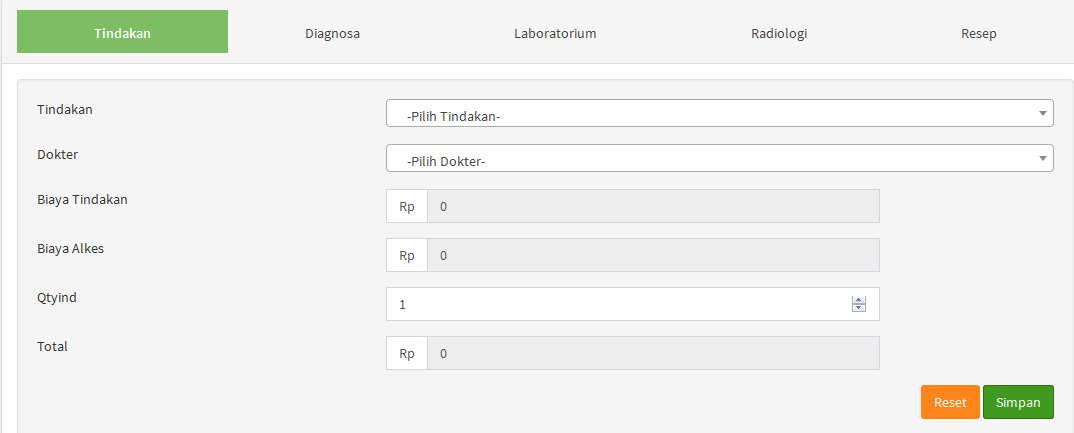 Tindakan Diagnosa Laboratorium Radiologi Resep
Tindakan -Pilih Tindakan-
Dokter -Pilih Dokter-
Biaya Tindakan Rp 0
Biaya Alkes Rp 0
Qtyind 1
Total Rp 0
Reset Simpan